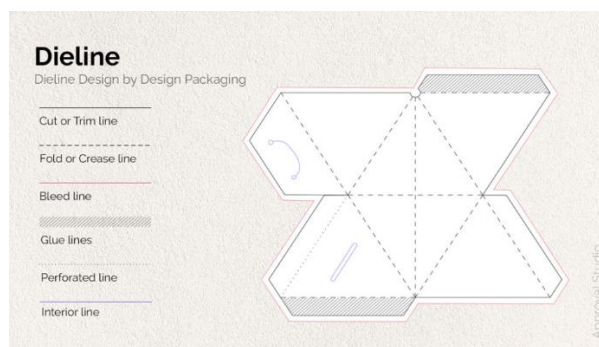 Dieline
Dieline Design by Design Packaging
Cut or Trim line
Fold or Crease line
Bleed line
Glue lines
Perforated line
Interior line
Approval Studio